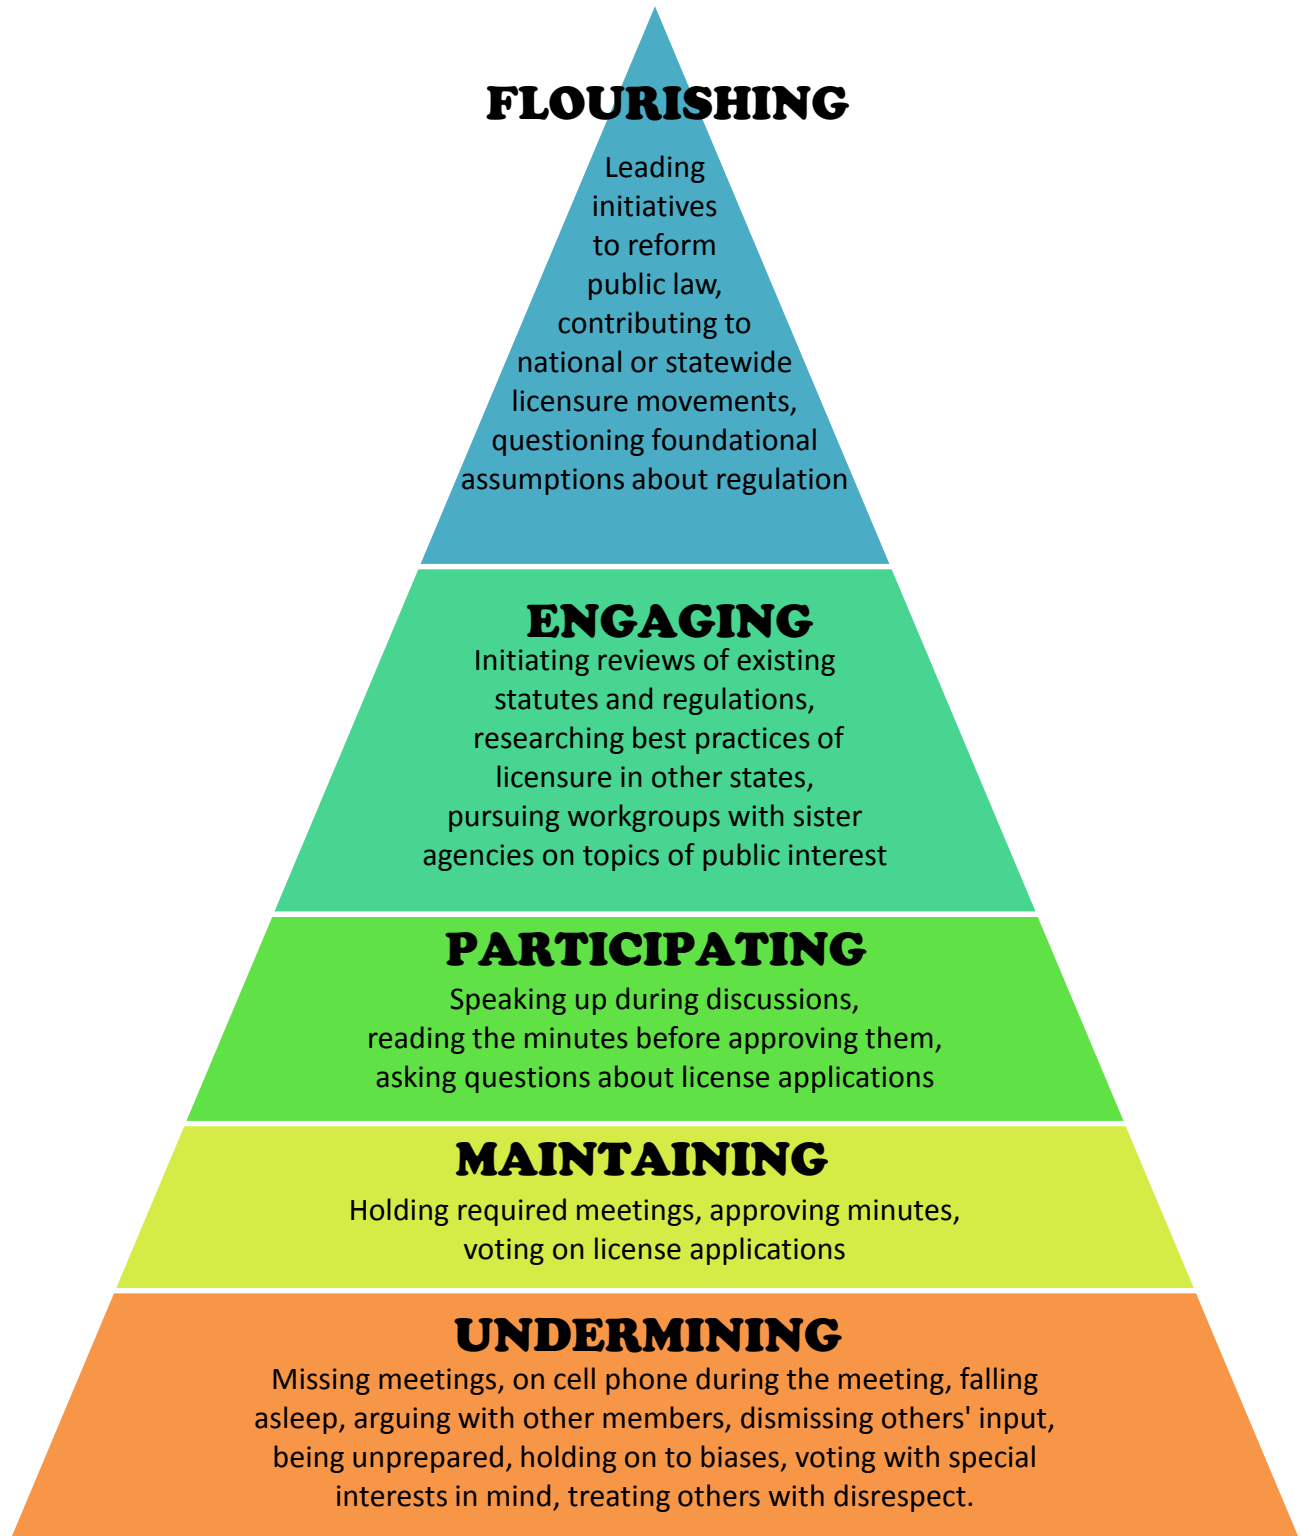 FLOURISHING
Leading
initiatives
to reform
public law,
contributing to
national or statewide
licensure movements,
questioning foundational
assumptions about regulation
ENGAGING
Initiating reviews of existing
statutes and regulations,
researching best practices of
licensure in other states,
pursuing workgroups with sister
agencies on topics of public interest
PARTICIPATING
Speaking up during discussions,
reading the minutes before approving them,
asking questions about license applications
MAINTAINING
Holding required meetings, approving minutes,
voting on license applications
UNDERMINING
Missing meetings, on cell phone during the meeting, falling
asleep, arguing with other members, dismissing others' input,
being unprepared, holding on to biases, voting with special
interests in mind, treating others with disrespect.